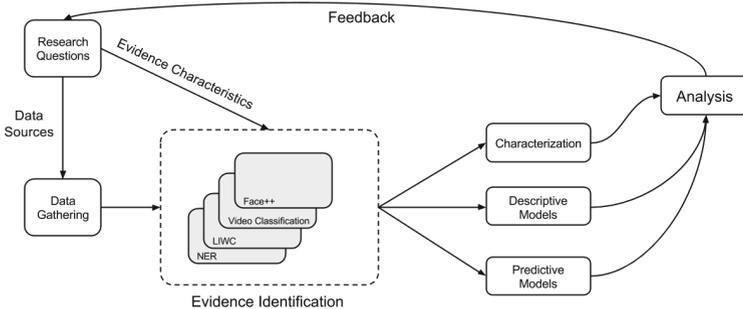 Feedback
Research
Questions
Evidence Characteristics
Data
Sources
Analysis
Characterization
Face++
Video Classification
LIWC
NER
Data
Gathering
Descriptive
Models
Predictive
Models
Evidence Identification